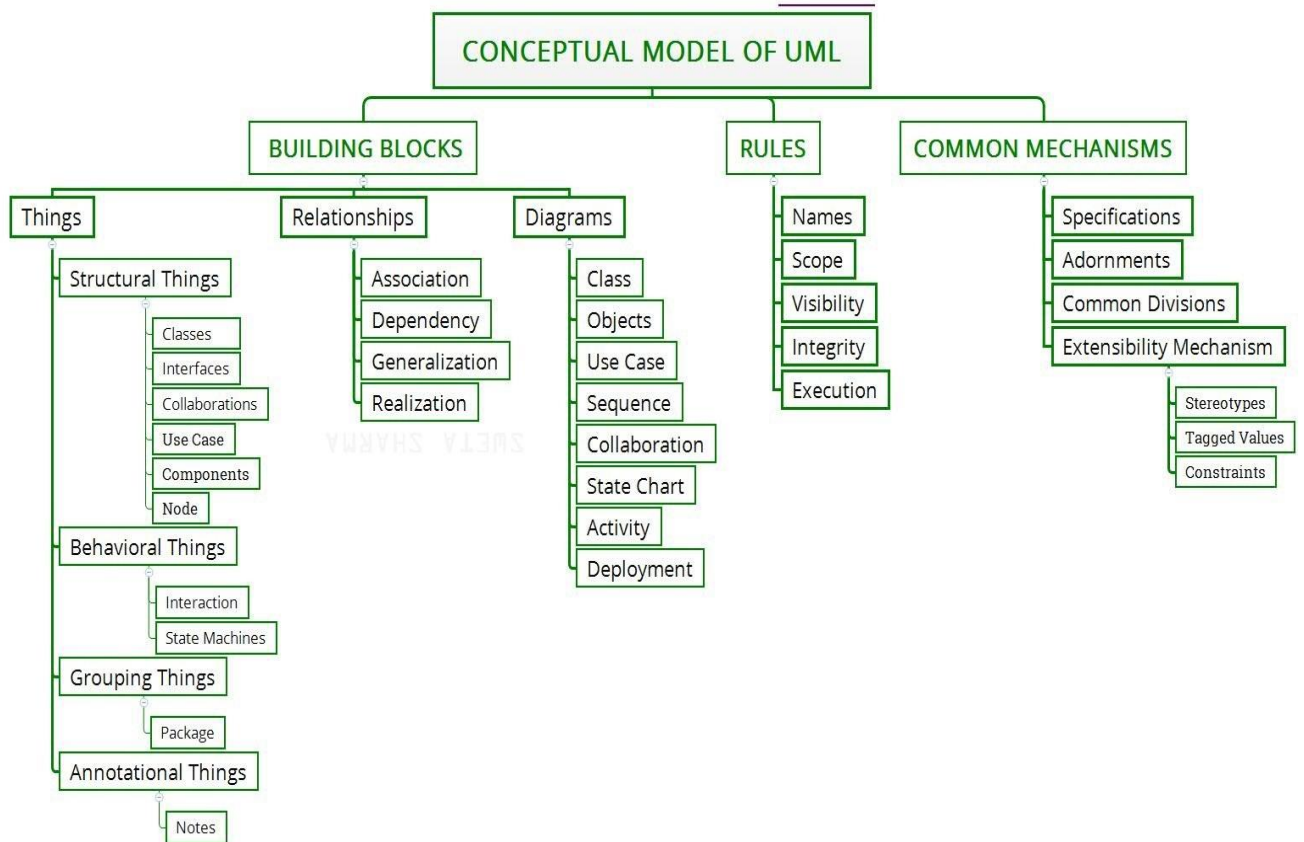 CONCEPTUAL MODEL OF UML
BUILDING BLOCKS
RULES
COMMON MECHANISMS
Things
Relationships
Diagrams
Structural Things
Classes
Interfaces
Collaborations
Use Case
Components
Node
Behavioral Things
Interaction
State Machines
Grouping Things
Package
Annotational Things
Notes
Association
Dependency
Generalization
Realization
Class
Objects
Use Case
Sequence
Collaboration
State Chart
Activity
Deployment
Names
Scope
Visibility
Integrity
Execution
Specifications
Adornments
Common Divisions
Extensibility Mechanism
Stereotypes
Tagged Values
Constraints